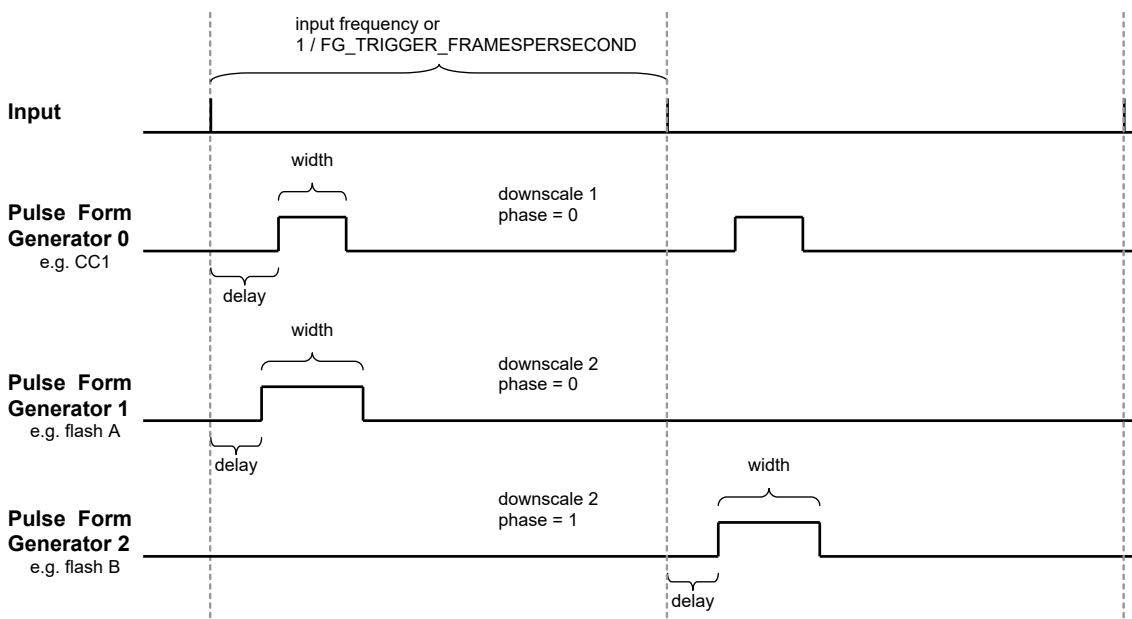 input frequency or
1 / FG_TRIGGER_FRAMESPERSECOND
Input
width
downscale 1
phase = 0
Pulse Form
Generator 0
e.g. CC1
delay
width
downscale 2
phase = 0
Pulse Form
Generator 1
e.g. flash A
delay
width
downscale 2
phase = 1
Pulse Form
Generator 2
e.g. flash B
delay